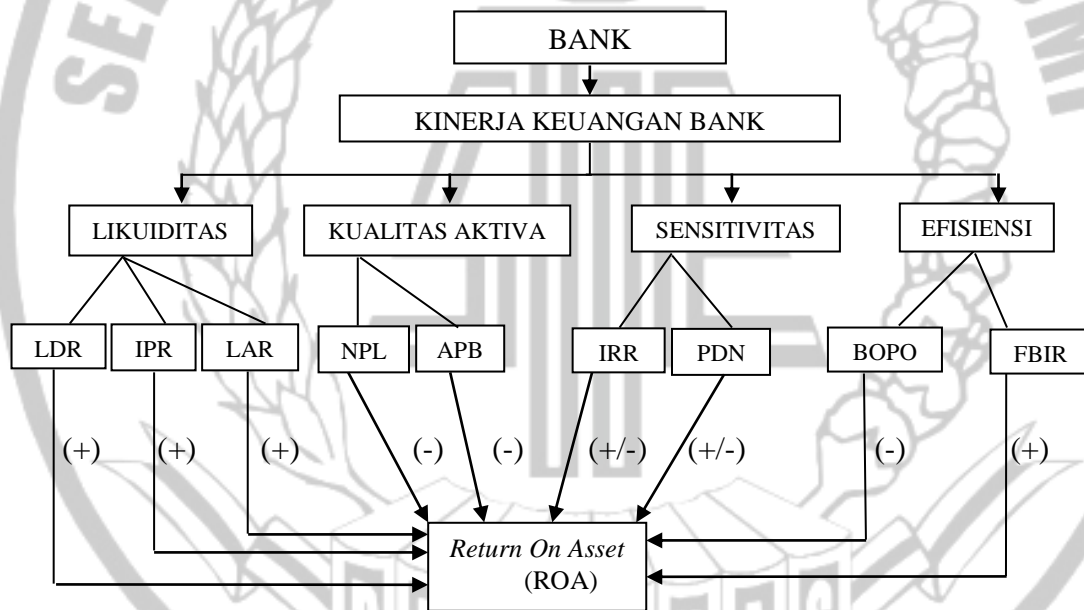 BANK
KINERJA KEUANGAN BANK
LIKUIDITAS
KUALITAS AKTIVA
SENSITIVITAS
EFISIENSI
LDR
IPR
LAR
NPL
APB
IRR
PDN
BOPO
FBIR
(+)
(+)
(+)
(-)
(-)
(+/-)
(+/-)
(-)
(+)
Return On Asset
(ROA)